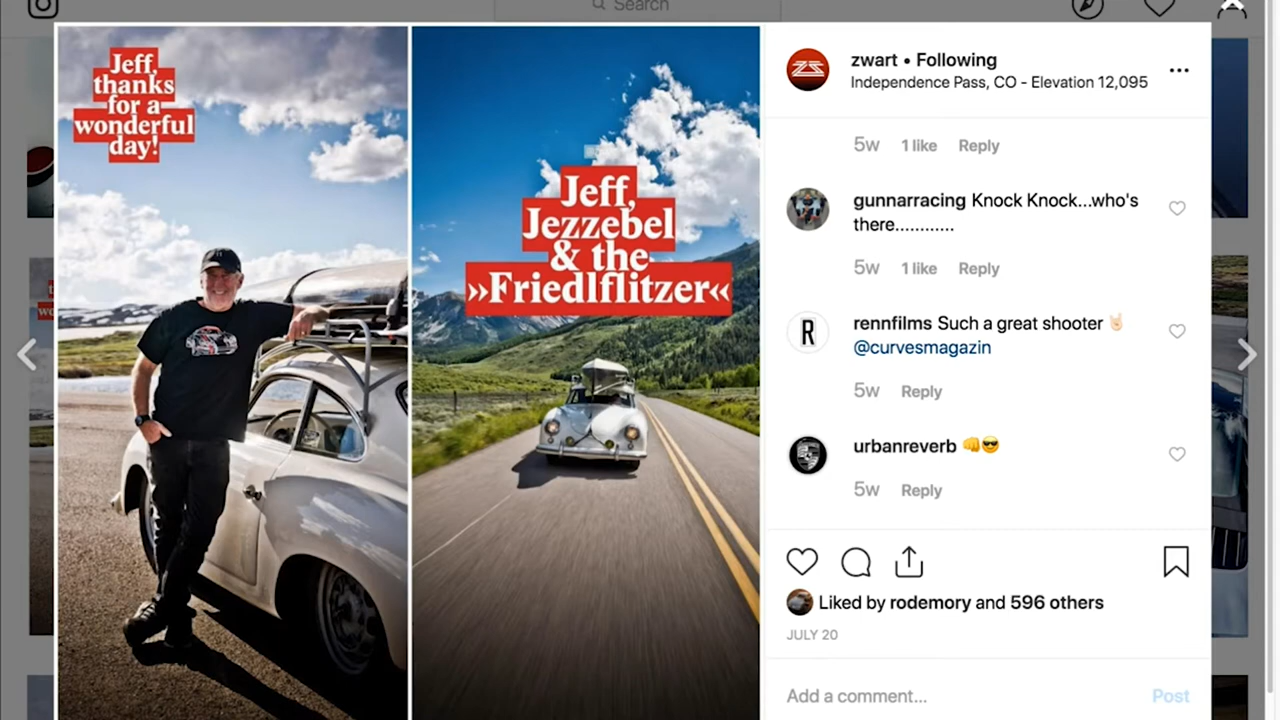 Search
Jeff,
thanks
for a
wonderful
day!
Jeff,
Jezzebel
& the
»Friedlflitzer«
zwart • Following
Independence Pass, CO - Elevation 12,095
5w 1 like Reply
gunnarracing Knock Knock...who's
there............
5w 1 like Reply
R
rennfilms Such a great shooter 🤘🏻
@curvesmagazin
5w Reply
urbanreverb 👊😎
5w Reply
Liked by rodemory and 596 others
JULY 20
Add a comment... Post